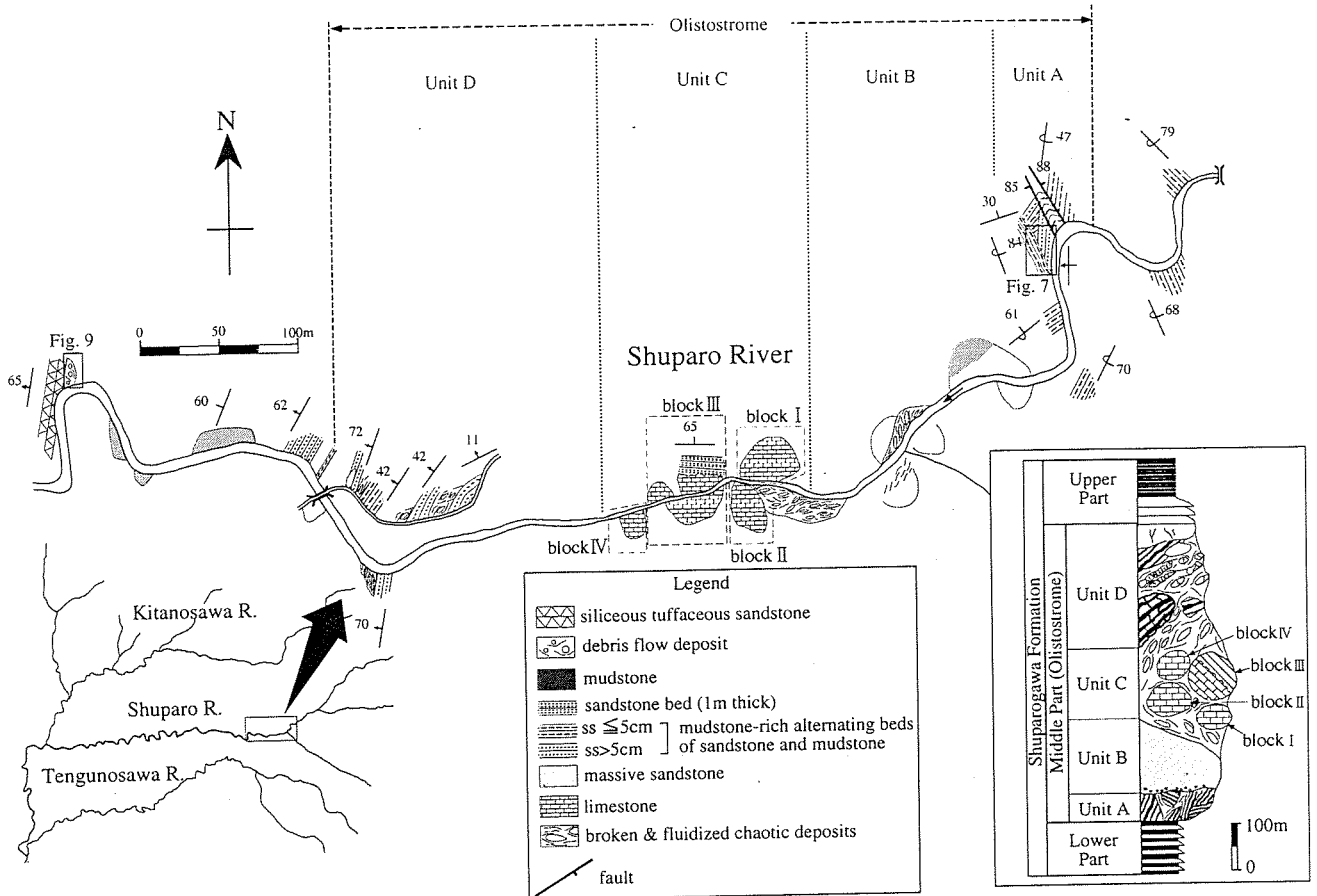 Olistostrome
Unit D
Unit C
Unit B
Unit A
N
79
47
88
85
30
84
Fig. 7
68
61
70
0
50
100m
Fig. 9
65
60
62
72
42
42
11
Shuparo River
block III
block I
65
block IV
block II
70
Kitanosawa R.
Shuparo R.
Tengunosawa R.
Legend
siliceous tuffaceous sandstone
debris flow deposit
mudstone
sandstone bed (1m thick)
ss ≦5cm
ss>5cm
mudstone-rich alternating beds
of sandstone and mudstone
massive sandstone
limestone
broken & fluidized chaotic deposits
fault
Shuparogawa Formation
Middle Part (Olistostrome)
Upper
Part
Unit D
Unit C
Unit B
Unit A
Lower
Part
block IV
block III
block II
block I
100m
0